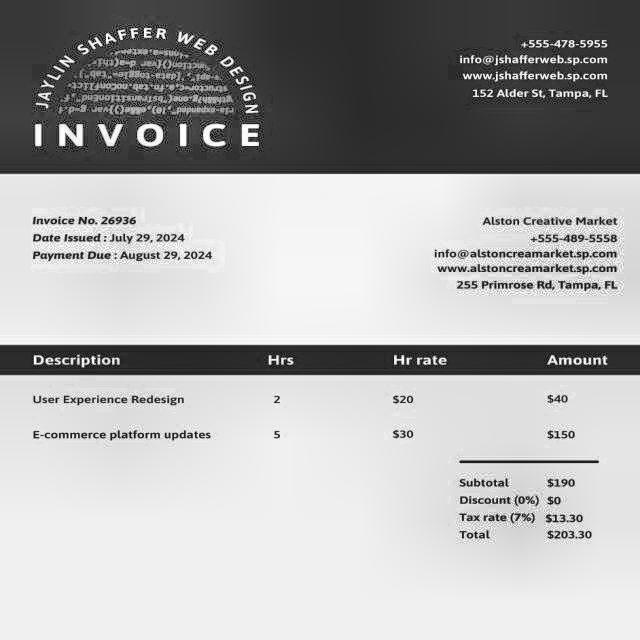 JAYLIN SHAFFER WEB DESIGN
INVOICE
+555-478-5955
info@jshafferweb.sp.com
www.jshafferweb.sp.com
152 Alder St, Tampa, FL
Invoice No. 26936
Date Issued : July 29, 2024
Payment Due : August 29, 2024
Alston Creative Market
+555-489-5558
info@alstoncreamarket.sp.com
www.alstoncreamarket.sp.com
255 Primrose Rd, Tampa, FL
Description Hrs Hr rate Amount
User Experience Redesign 2 $20 $40
E-commerce platform updates 5 $30 $150
Subtotal $190
Discount (0%) $0
Tax rate (7%) $13.30
Total $203.30